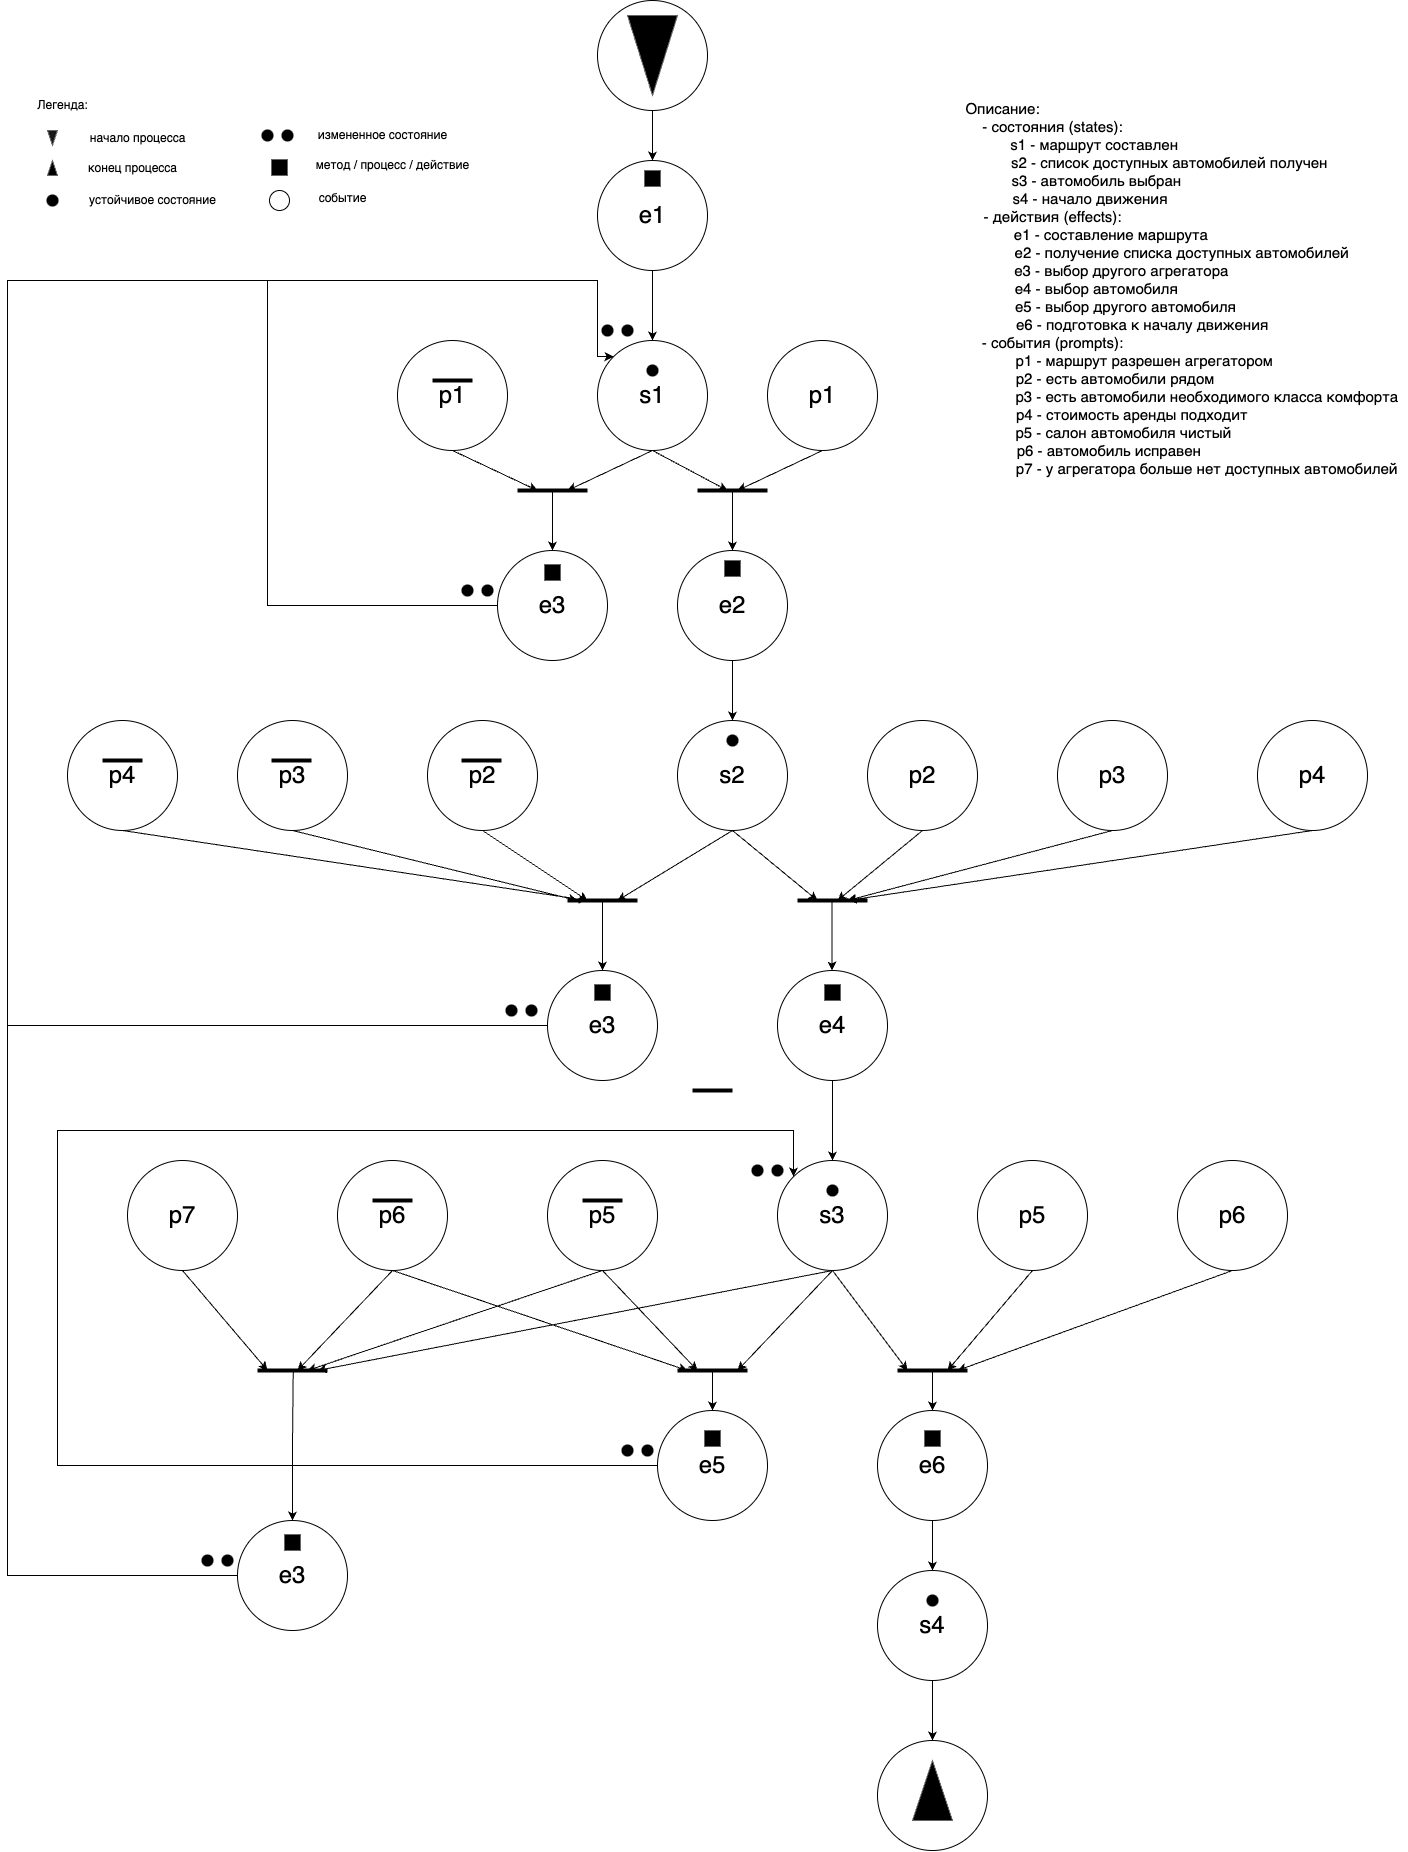 Легенда:
начало процесса
измененное состояние
конец процесса
метод / процесс / действие
устойчивое состояние
событие
Описание:
- состояния (states):
s1 - маршрут составлен
s2 - список доступных автомобилей получен
s3 - автомобиль выбран
s4 - начало движения
- действия (effects):
e1 - составление маршрута
e2 - получение списка доступных автомобилей
e3 - выбор другого агрегатора
e4 - выбор автомобиля
e5 - выбор другого автомобиля
e6 - подготовка к началу движения
- события (prompts):
p1 - маршрут разрешен агрегатором
p2 - есть автомобили рядом
p3 - есть автомобили необходимого класса комфорта
p4 - стоимость аренды подходит
p5 - салон автомобиля чистый
p6 - автомобиль исправен
p7 - у агрегатора больше нет доступных автомобилей
e1
p1
s1
p1
e3
e2
p4
p3
p2
s2
p2
p3
p4
e3
e4
p7
p6
p5
s3
p5
p6
e5
e6
e3
s4